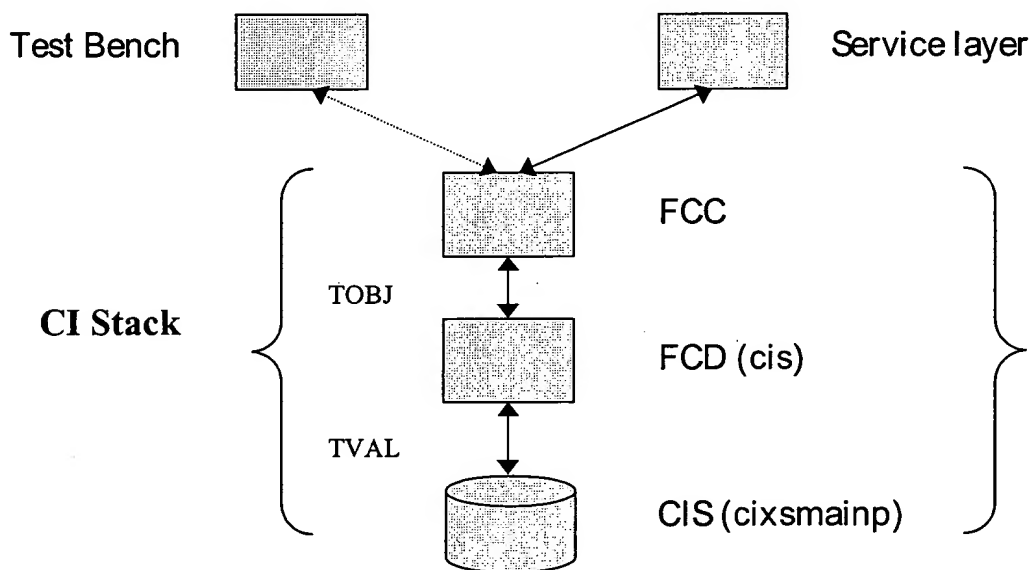 Test Bench
Service layer
FCC
TOBJ
CI Stack
FCD (cis)
TVAL
CIS (cixsmainp)